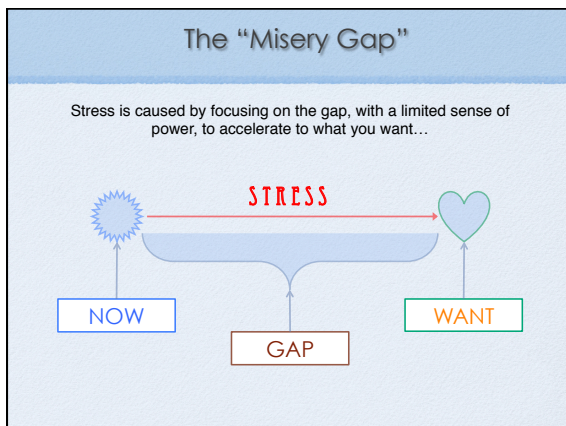 The “Misery Gap”
Stress is caused by focusing on the gap, with a limited sense of
power, to accelerate to what you want…
STRESS
NOW
WANT
GAP